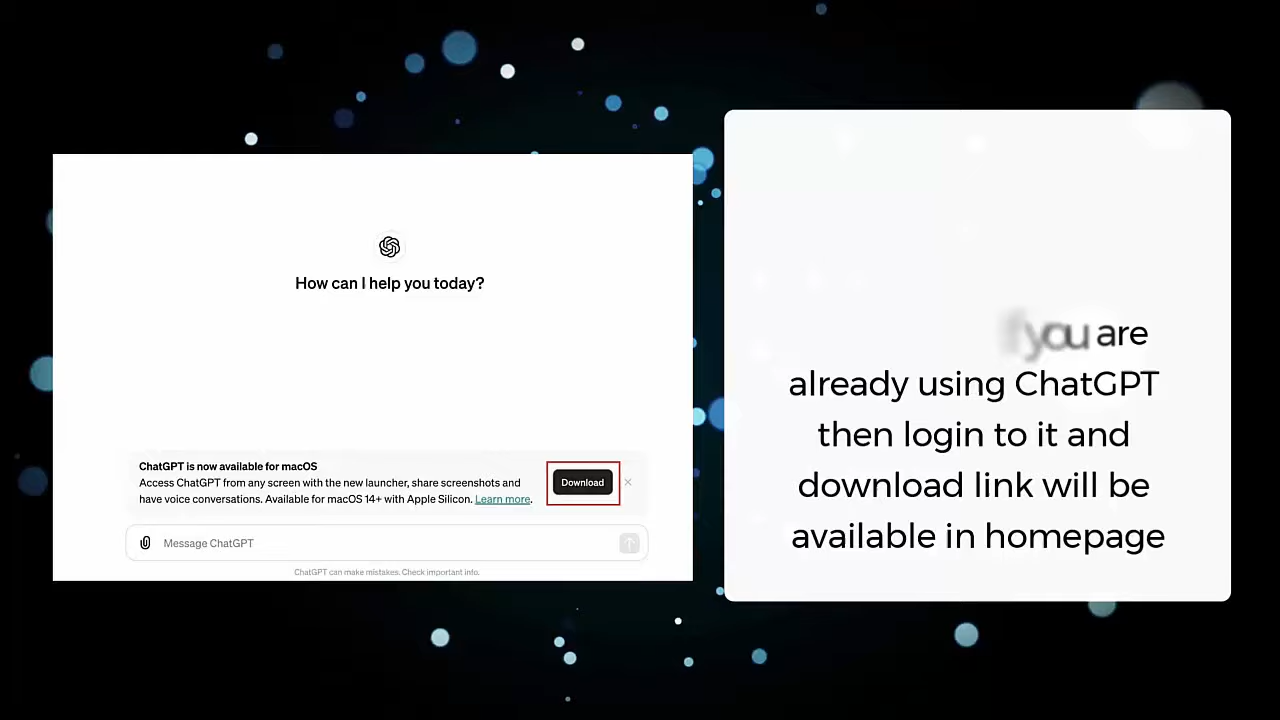 How can I help you today?
ChatGPT is now available for macOS
Access ChatGPT from any screen with the new launcher, share screenshots and
have voice conversations. Available for macOS 14+ with Apple Silicon. Learn more.
Download
Message ChatGPT
ChatGPT can make mistakes. Check important info.
If you are
already using ChatGPT
then login to it and
download link will be
available in homepage